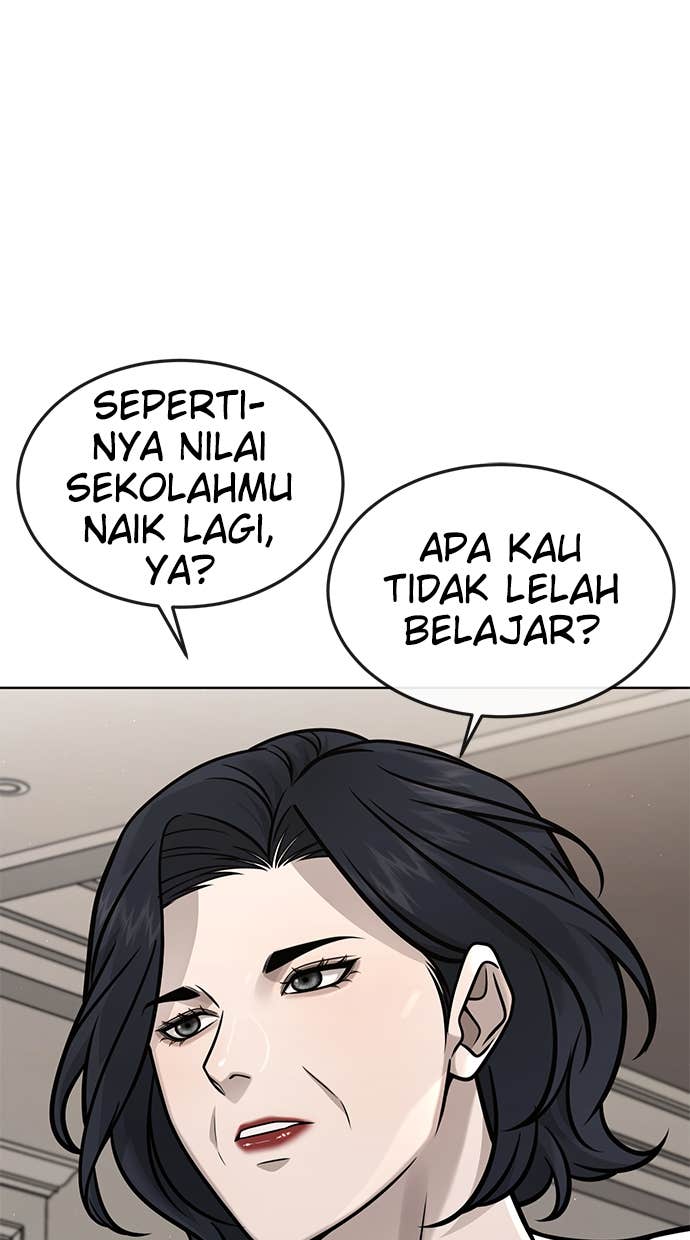 SEPERTI-
NYA NILAI
SEKOLAHMU
NAIK LAGI,
YA?
APA KAU
TIDAK LELAH
BELAJAR?